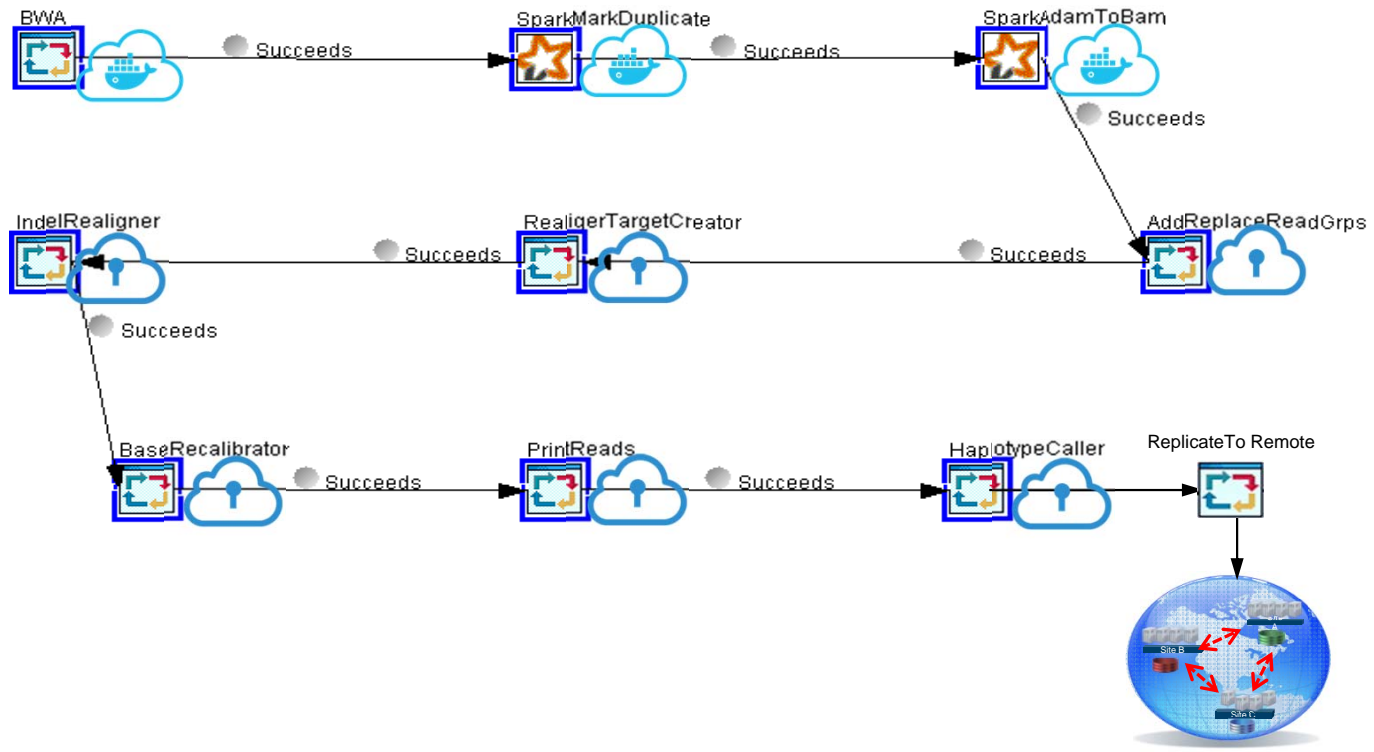 BWA
SparkMarkDuplicate
SparkAdamToBam
Succeeds
Succeeds
Succeeds
IndelRealigner
RealigerTargetCreator
AddReplaceReadGrps
Succeeds
Succeeds
Succeeds
BaseRecalibrator
PrintReads
HaplotypeCaller
ReplicateTo Remote
Succeeds
Succeeds
Site B
Site C